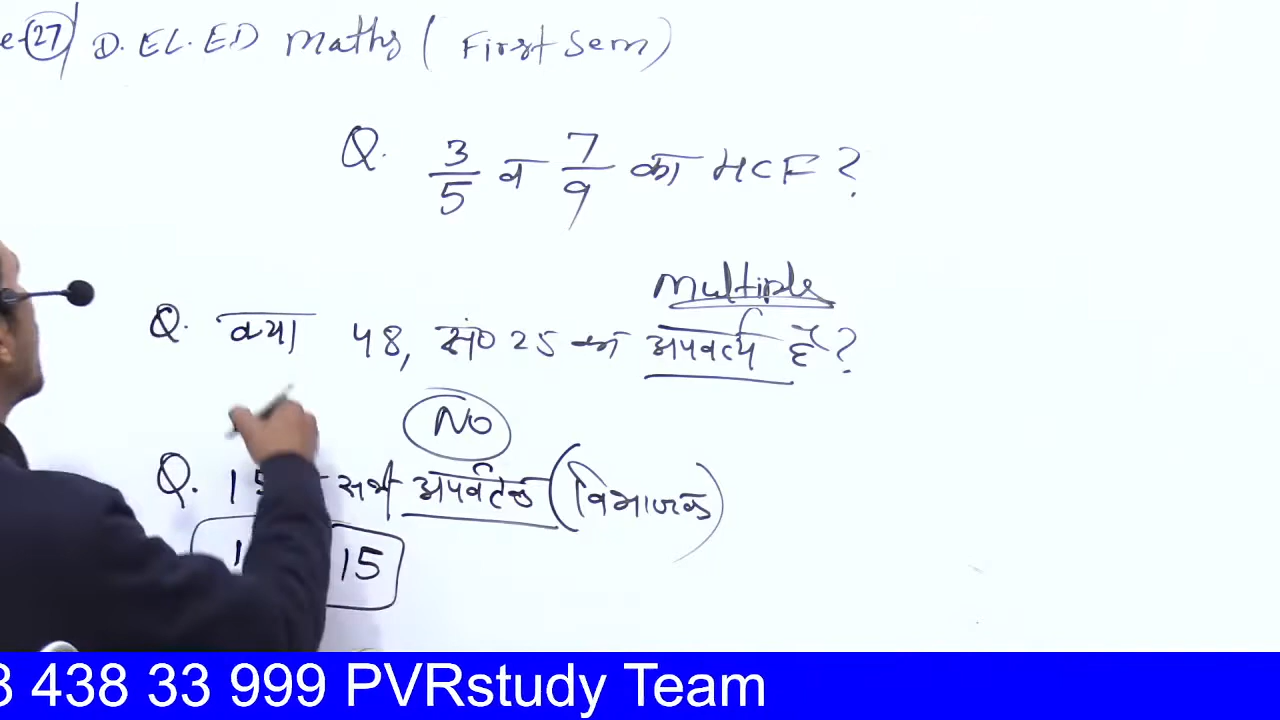 e-27 D. EL. ED Maths ( First Sem )
Q. 3/5 व 7/9 का HCF ?
Multiple
Q. क्या 48, सं० 25 का अपवर्त्य है ?
NO
Q. 15 सभी अपवर्तक (विभाजक)
1 15
3 438 33 999 PVRstudy Team